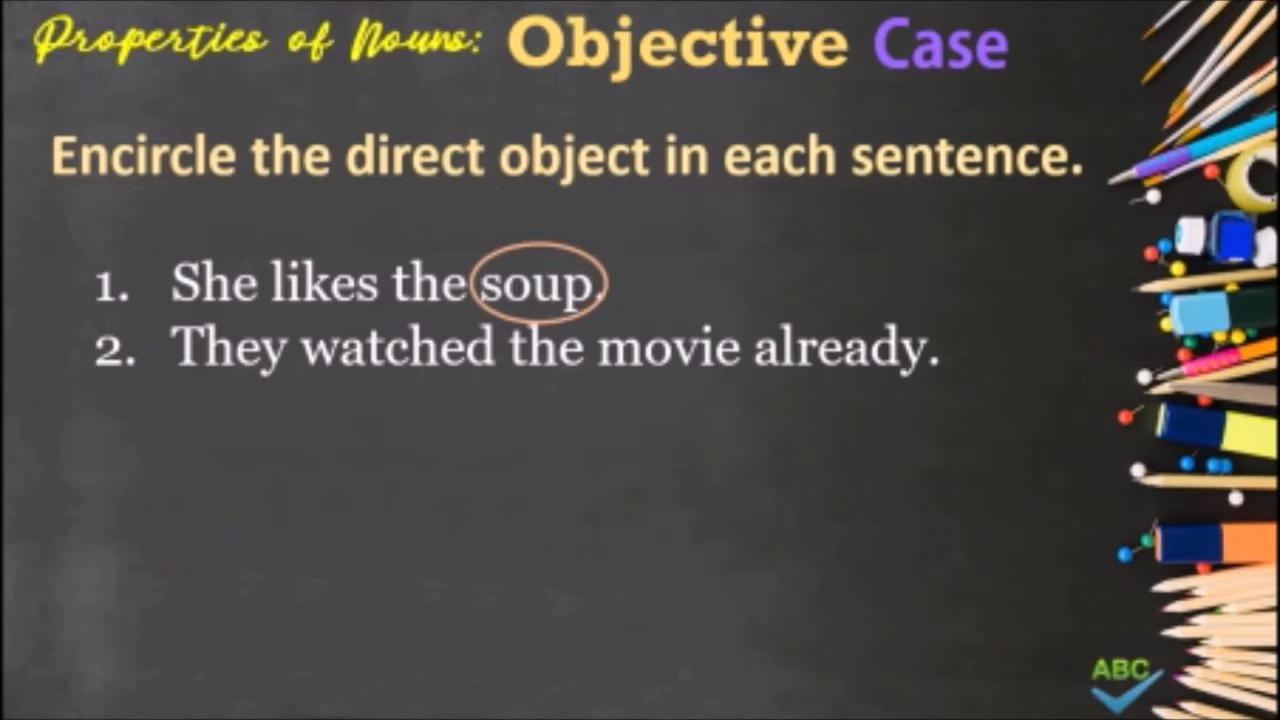 Properties of Nouns: Objective Case
Encircle the direct object in each sentence.
1. She likes the soup.
2. They watched the movie already.
ABC